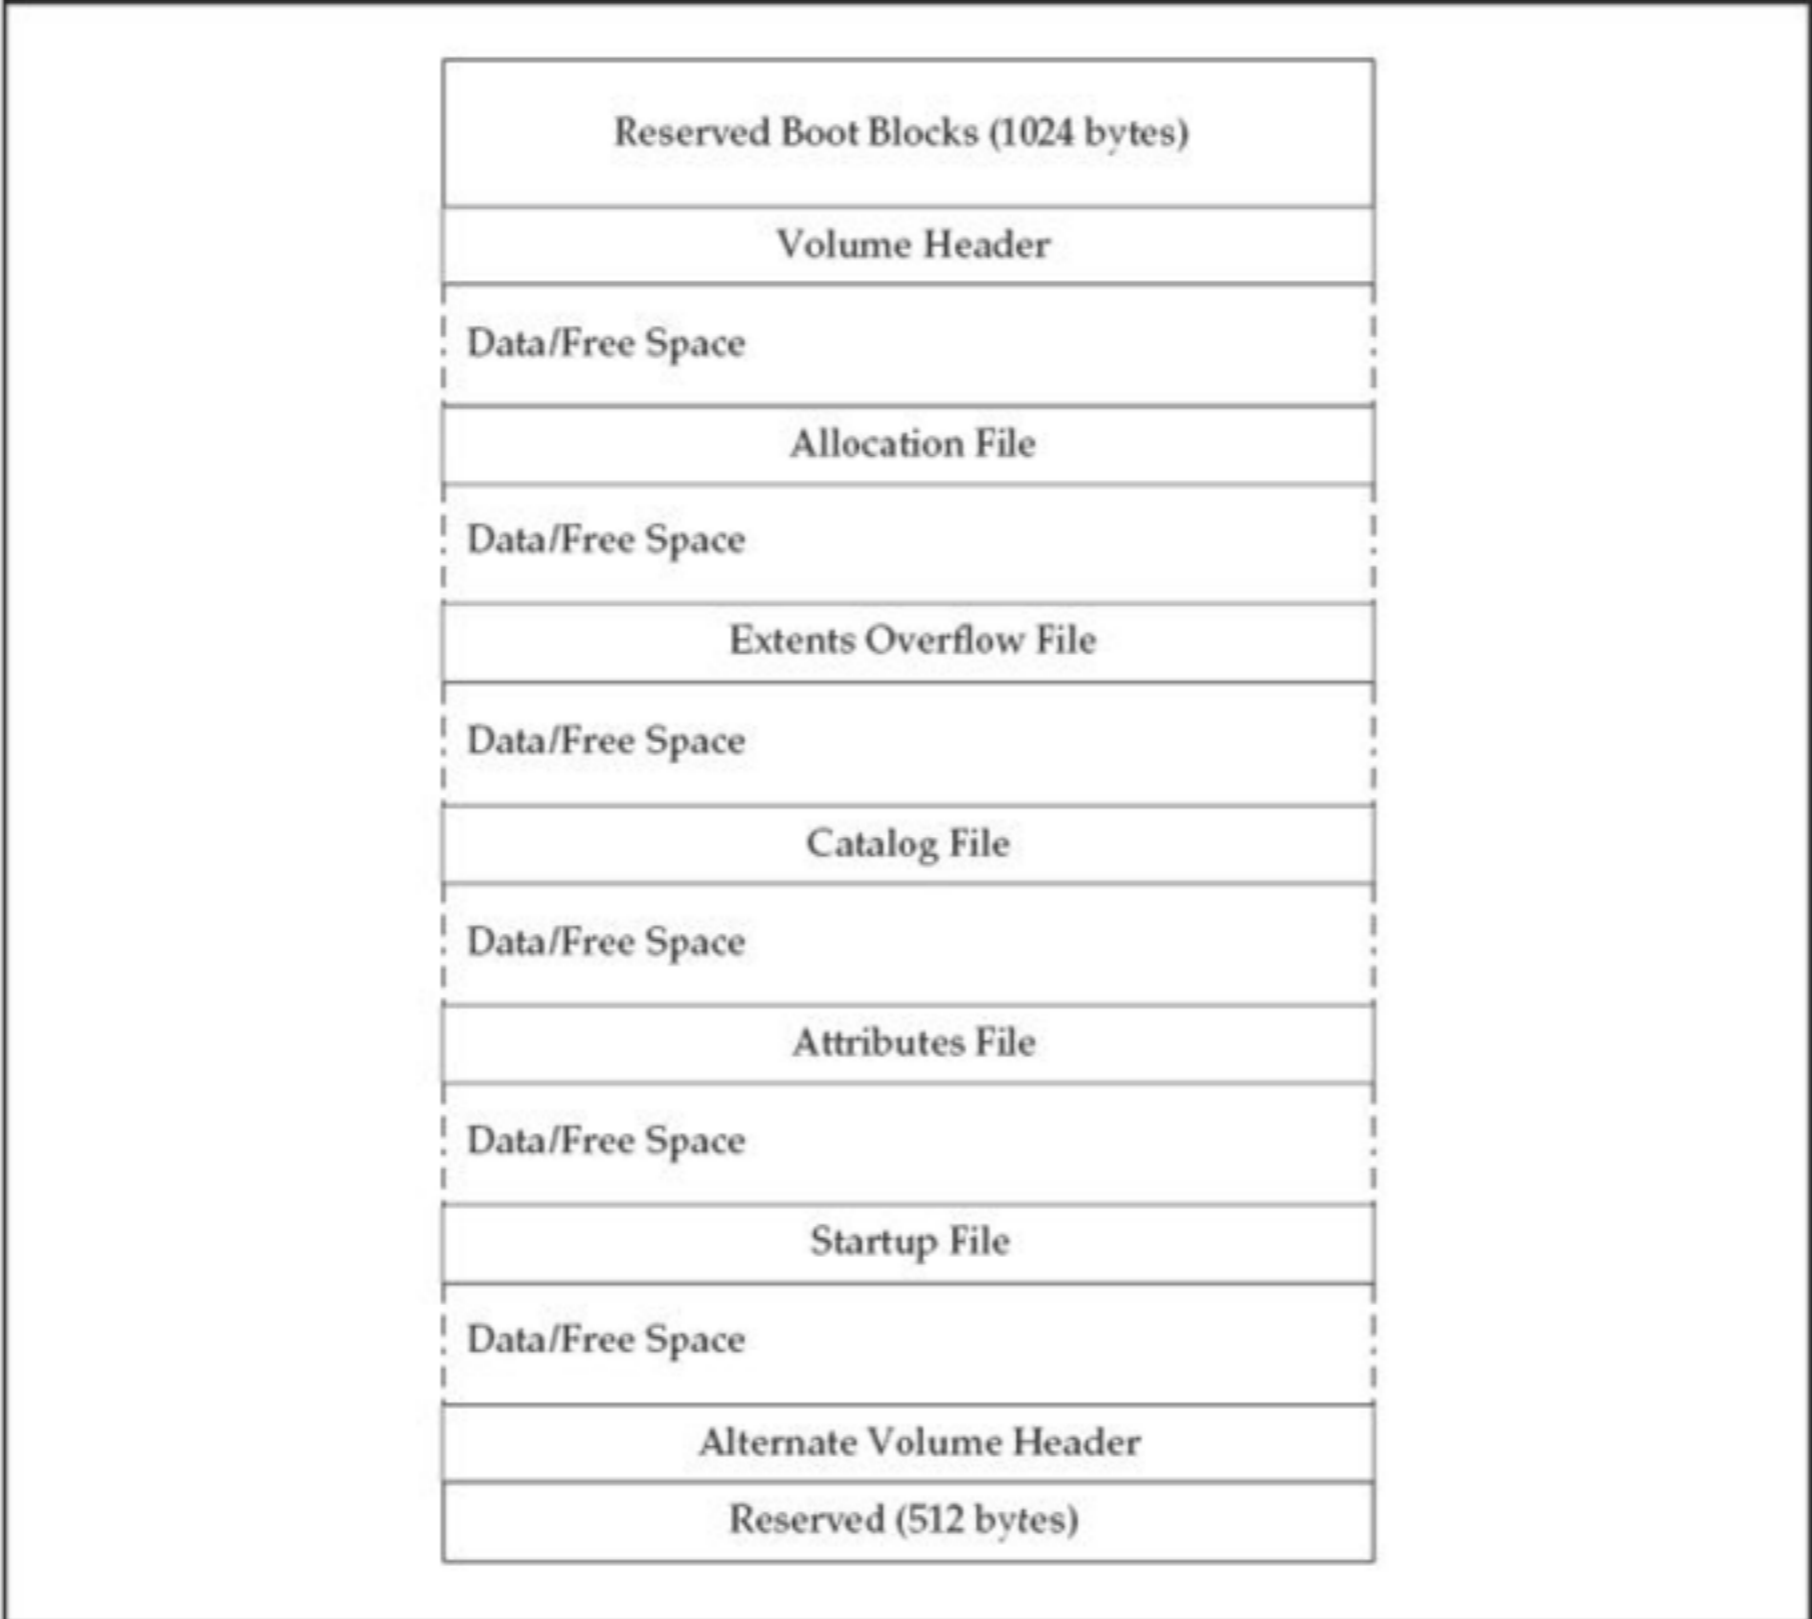 Reserved Boot Blocks (1024 bytes)
Volume Header
Data/Free Space
Allocation File
Data/Free Space
Extents Overflow File
Data/Free Space
Catalog File
Data/Free Space
Attributes File
Data/Free Space
Startup File
Data/Free Space
Alternate Volume Header
Reserved (512 bytes)